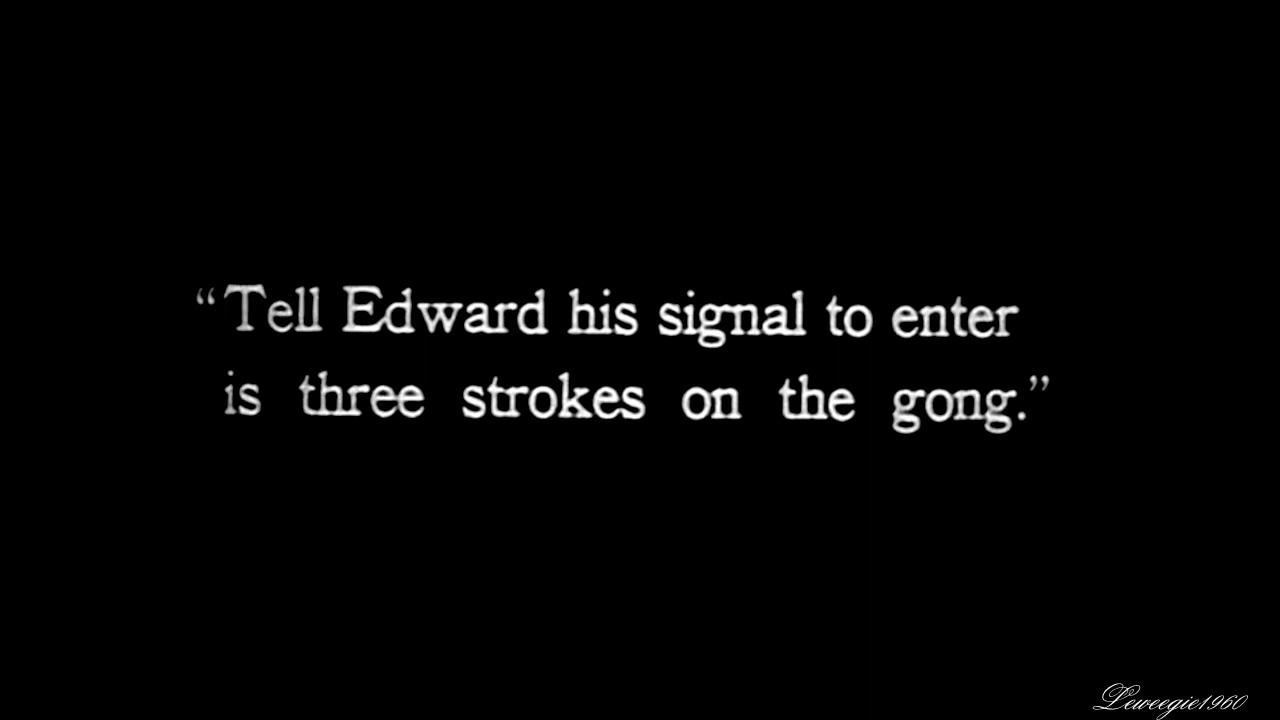 “Tell Edward his signal to enter
is three strokes on the gong.”
Leweegie1960